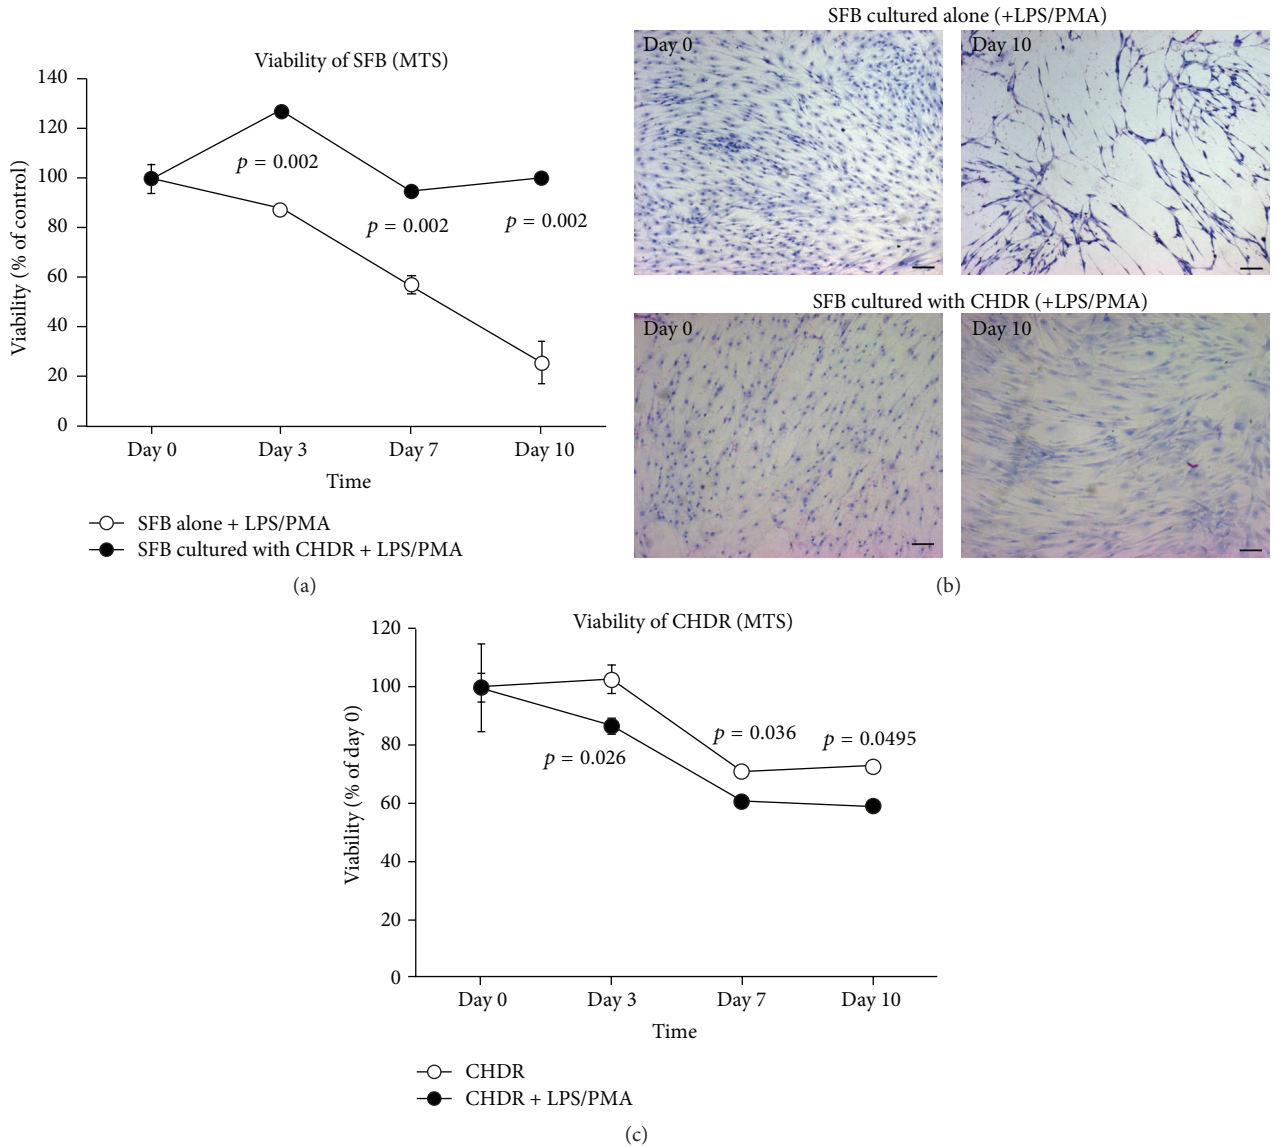 Viability of SFB (MTS)
140
120
100
80
60
40
20
0
Viability (% of control)
p = 0.002
p = 0.002
p = 0.002
Day 0
Day 3
Day 7
Day 10
Time
SFB alone + LPS/PMA
SFB cultured with CHDR + LPS/PMA
(a)
SFB cultured alone (+LPS/PMA)
Day 0
Day 10
SFB cultured with CHDR (+LPS/PMA)
Day 0
Day 10
(b)
Viability of CHDR (MTS)
120
100
80
60
40
20
0
Viability (% of day 0)
p = 0.026
p = 0.036
p = 0.0495
Day 0
Day 3
Day 7
Day 10
Time
CHDR
CHDR + LPS/PMA
(c)